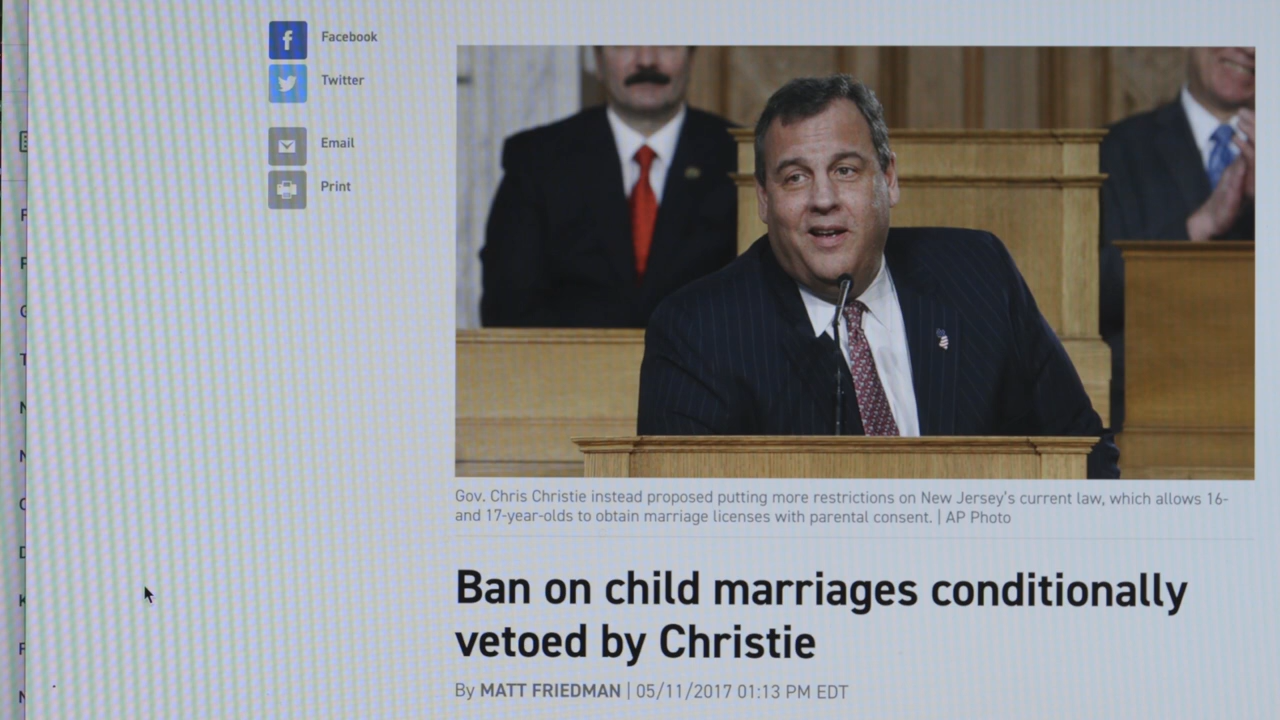 Facebook
Twitter
Email
Print
Gov. Chris Christie instead proposed putting more restrictions on New Jersey's current law, which allows 16-
and 17-year-olds to obtain marriage licenses with parental consent. | AP Photo
Ban on child marriages conditionally
vetoed by Christie
By MATT FRIEDMAN | 05/11/2017 01:13 PM EDT